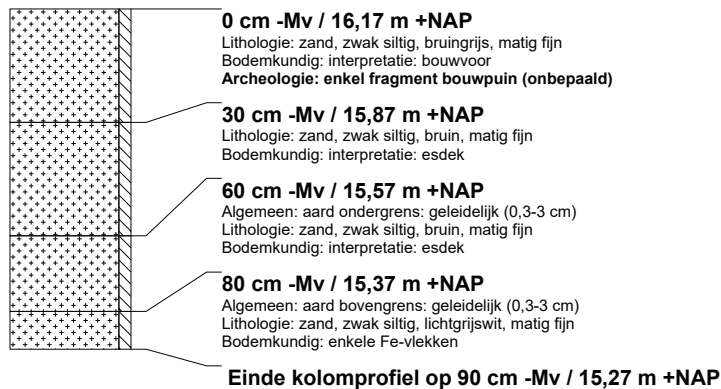 0 cm -Mv / 16,17 m +NAP
Lithologie: zand, zwak siltig, bruingrijs, matig fijn
Bodemkundig: interpretatie: bouwvoor
Archeologie: enkel fragment bouwpuin (onbepaald)
30 cm -Mv / 15,87 m +NAP
Lithologie: zand, zwak siltig, bruin, matig fijn
Bodemkundig: interpretatie: esdek
60 cm -Mv / 15,57 m +NAP
Algemeen: aard ondergrens: geleidelijk (0,3-3 cm)
Lithologie: zand, zwak siltig, bruin, matig fijn
Bodemkundig: interpretatie: esdek
80 cm -Mv / 15,37 m +NAP
Algemeen: aard bovengrens: geleidelijk (0,3-3 cm)
Lithologie: zand, zwak siltig, lichtgrijswit, matig fijn
Bodemkundig: enkele Fe-vlekken
Einde kolomprofiel op 90 cm -Mv / 15,27 m +NAP